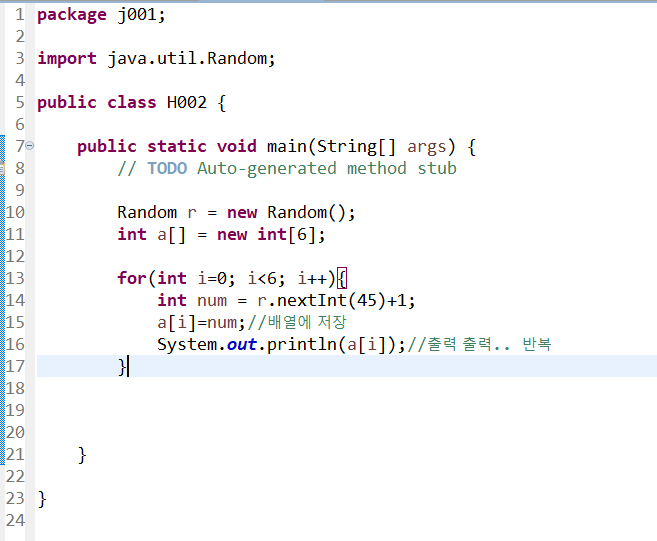 1 package j001;
2
3 import java.util.Random;
4
5 public class H002 {
6
7 public static void main(String[] args) {
8 // TODO Auto-generated method stub
9
10 Random r = new Random();
11 int a[] = new int[6];
12
13 for(int i=0; i<6; i++){
14 int num = r.nextInt(45)+1;
15 a[i]=num;//배열에 저장
16 System.out.println(a[i]);//출력 출력.. 반복
17 }
18
19
20
21 }
22
23 }
24